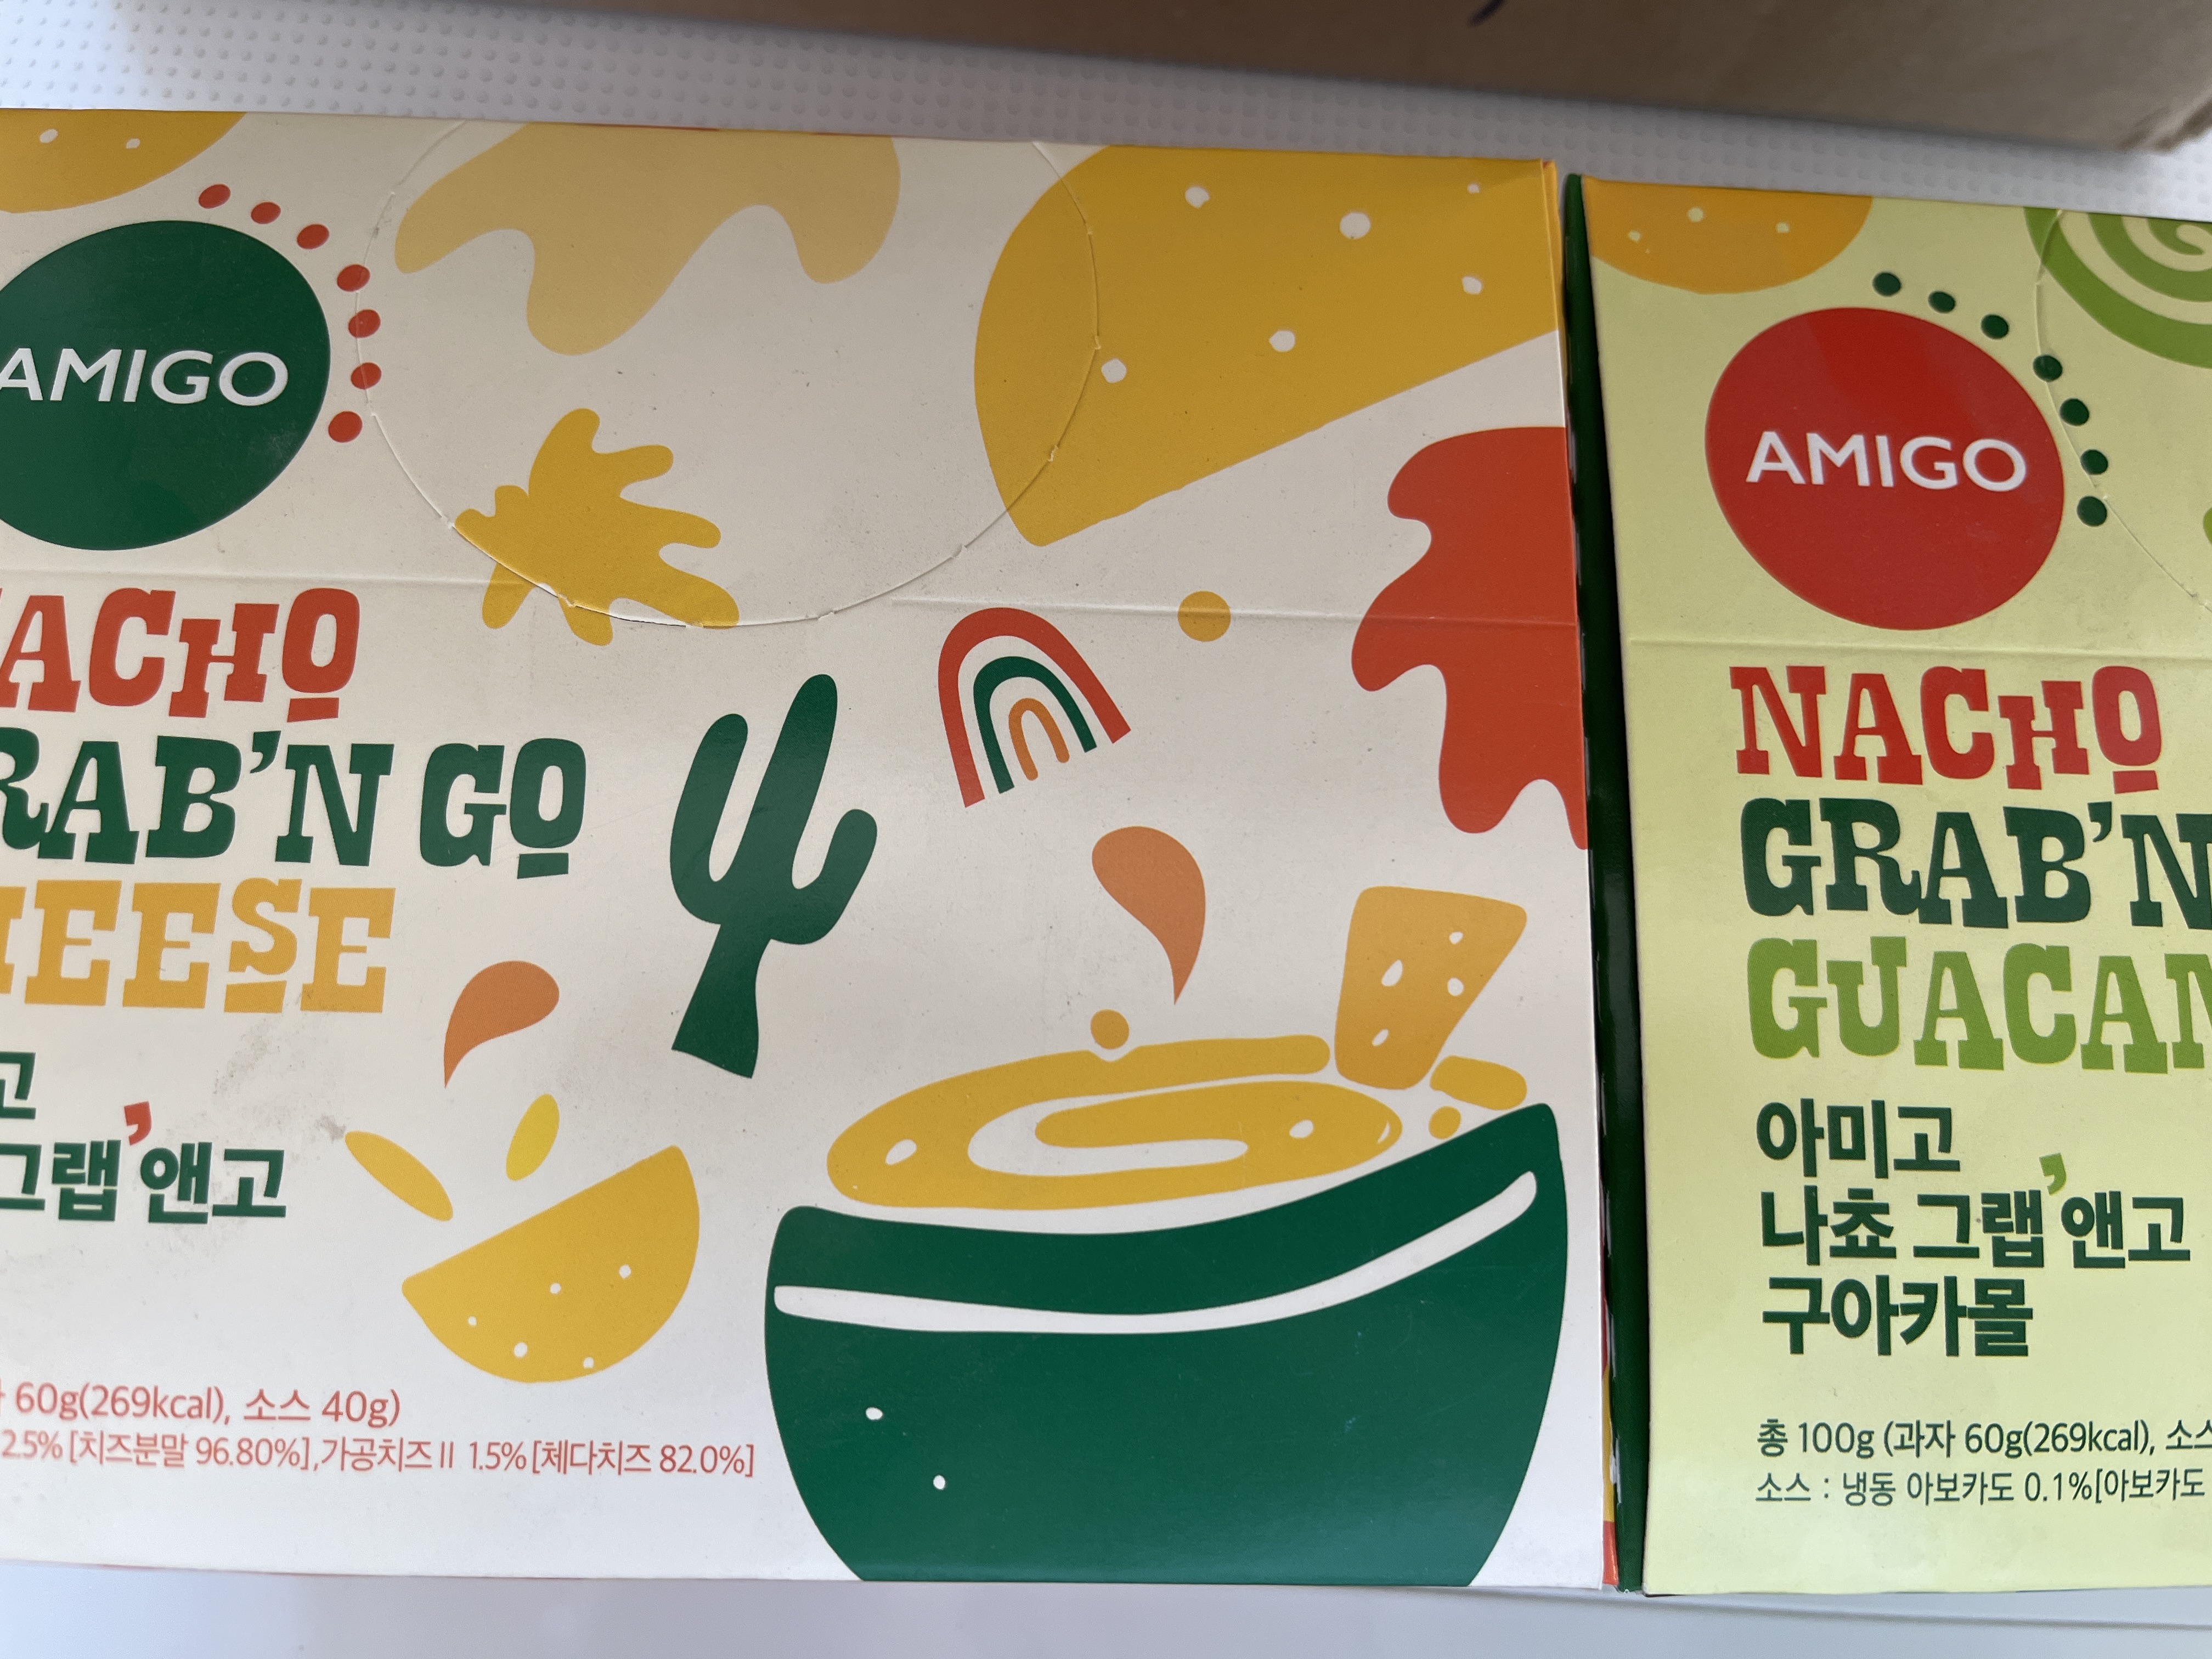 AMIGO
ACHO
RAB'N GO
HEESE
고
그랩'앤고
60g(269kcal), 소스 40g)
2.5% [치즈분말 96.80%],가공치즈Ⅱ 1.5% [체다치즈 82.0%]
AMIGO
NACHO
GRAB'N
GUACAM
아미고
나쵸 그랩'앤고
구아카몰
총 100g (과자 60g(269kcal), 소스
소스 : 냉동 아보카도 0.1%[아보카도